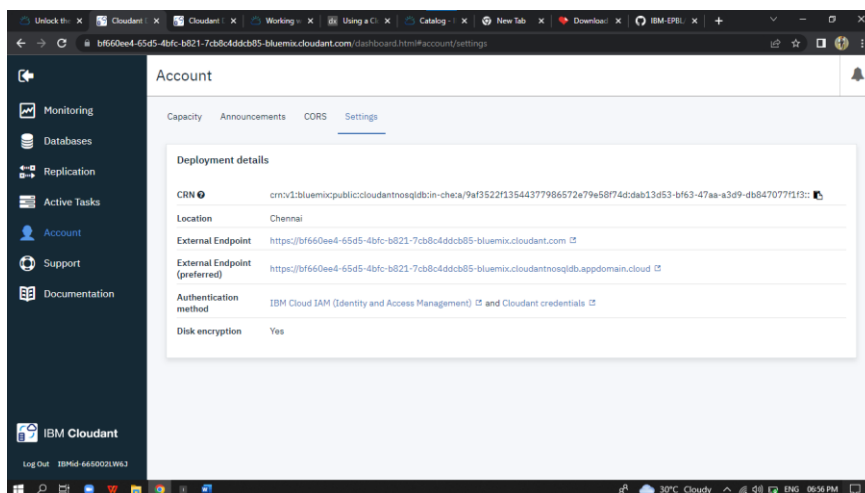 Unlock the
Cloudant
Cloudant
Working w
Using a Cl
Catalog -
New Tab
Download
IBM-EPBL/
bf660ee4-65d5-4bfc-b821-7cb8c4ddcb85-bluemix.cloudant.com/dashboard.html#account/settings
Account
Monitoring
Databases
Replication
Active Tasks
Account
Support
Documentation
IBM Cloudant
Log Out IBMid-665002LW6J
Capacity Announcements CORS Settings
Deployment details
CRN crn:v1:bluemix:public:cloudantnosqldb:in-che:a/9af3522f13544377986572e79e58f74d:dab13d53-bf63-47aa-a3d9-db847077f1f3::
Location Chennai
External Endpoint https://bf660ee4-65d5-4bfc-b821-7cb8c4ddcb85-bluemix.cloudant.com
External Endpoint (preferred) https://bf660ee4-65d5-4bfc-b821-7cb8c4ddcb85-bluemix.cloudantnosqldb.appdomain.cloud
Authentication method IBM Cloud IAM (Identity and Access Management) and Cloudant credentials
Disk encryption Yes
30°C Cloudy ENG 06:56 PM